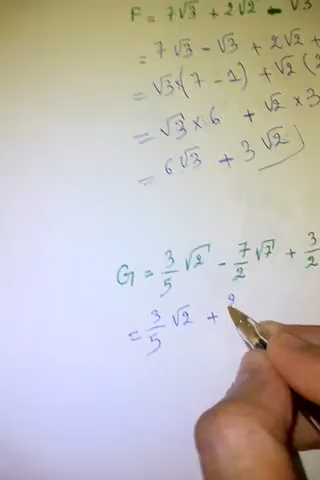 F = 7√3 + 2√2 - √3
= 7√3 - √3 + 2√2 +
= √3 × (7 - 1) + √2 (2
= √3 × 6 + √2 × 3
= 6√3 + 3√2
G = 3/5 √2 - 7/2 √7 + 3/2
= 3/5 √2 +